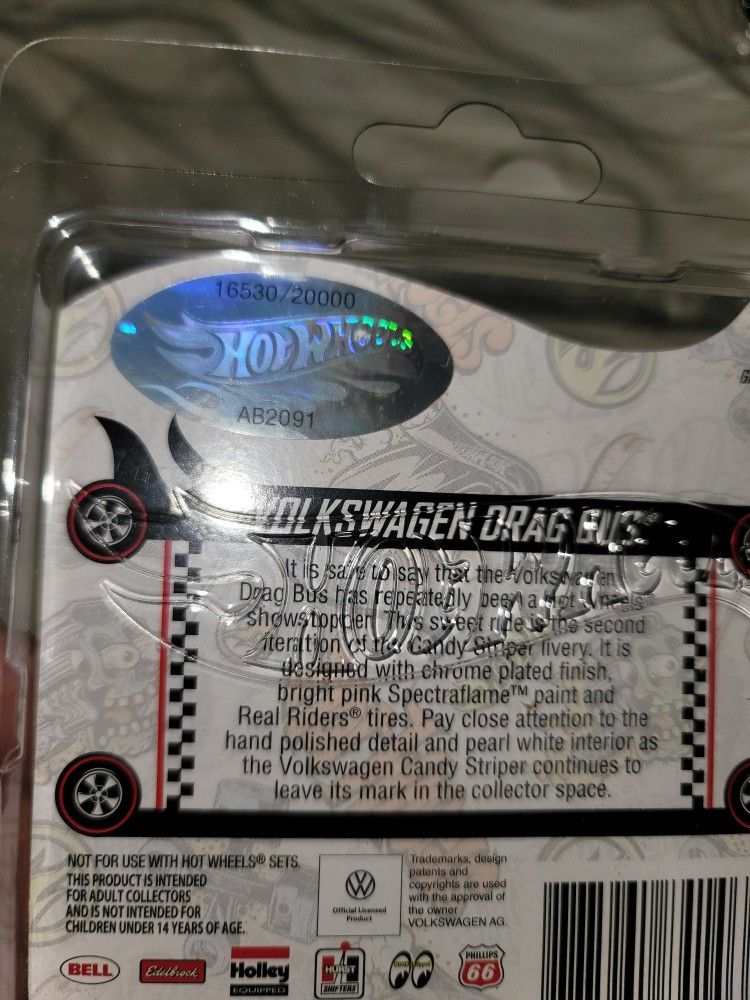 16530/20000
HOT WHEELS
AB2091
VOLKSWAGEN DRAG BUS
It is safe to say that the Volkswagen
Drag Bus has repeatedly been a Hot Wheels®
showstopper. This sweet ride is the second
iteration of the Candy Striper livery. It is
designed with chrome plated finish,
bright pink Spectraflame™ paint and
Real Riders® tires. Pay close attention to the
hand polished detail and pearl white interior as
the Volkswagen Candy Striper continues to
leave its mark in the collector space.
NOT FOR USE WITH HOT WHEELS® SETS.
THIS PRODUCT IS INTENDED
FOR ADULT COLLECTORS
AND IS NOT INTENDED FOR
CHILDREN UNDER 14 YEARS OF AGE.
Official Licensed
Product
Trademarks, design
patents and
copyrights are used
with the approval of
the owner
VOLKSWAGEN AG.
BELL
Edelbrock
Holley
EQUIPPED
HURST
SHIFTERS
PHILLIPS
66